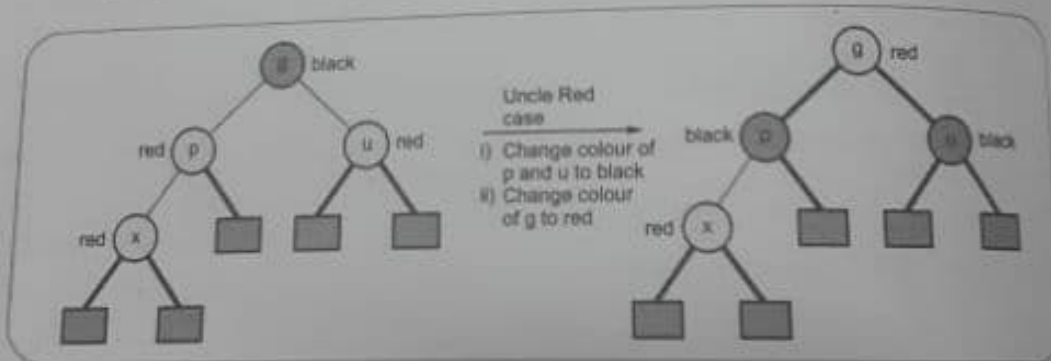 black
red
p
u
red
red
x
Uncle Red
case
i) Change colour of
p and u to black
ii) Change colour
of g to red
g
red
black
p
black
red
x